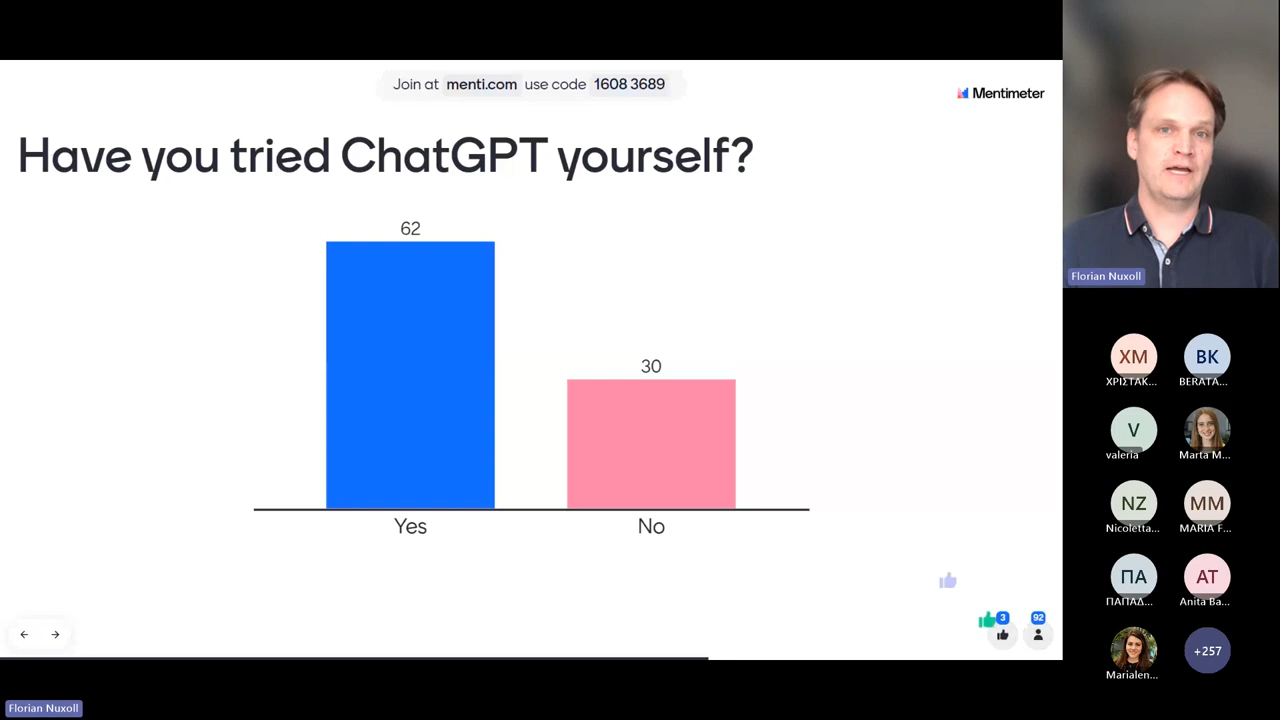 Join at menti.com use code 1608 3689
Mentimeter
Have you tried ChatGPT yourself?
62
30
Yes
No
3
92
Florian Nuxoll
Florian Nuxoll
XM
ΧΡΙΣΤΑΚ...
BK
BERATA...
V
valeria
Marta M...
NZ
Nicoletta...
MM
MARIA F...
ΠΑ
ΠΑΠΑΔ...
AT
Anita Ba...
Marialen...
+257